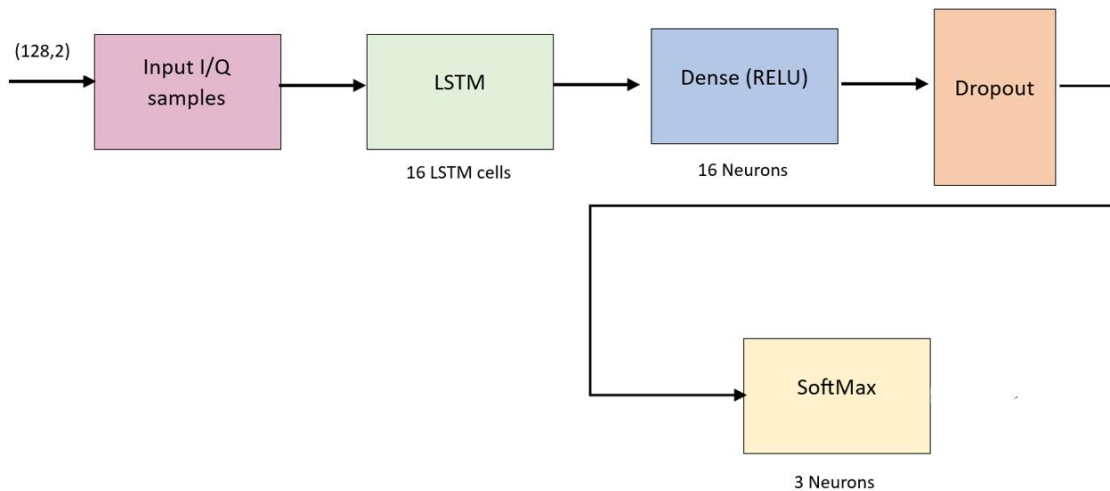 (128,2)
Input I/Q
samples
LSTM
16 LSTM cells
Dense (RELU)
16 Neurons
Dropout
SoftMax
3 Neurons